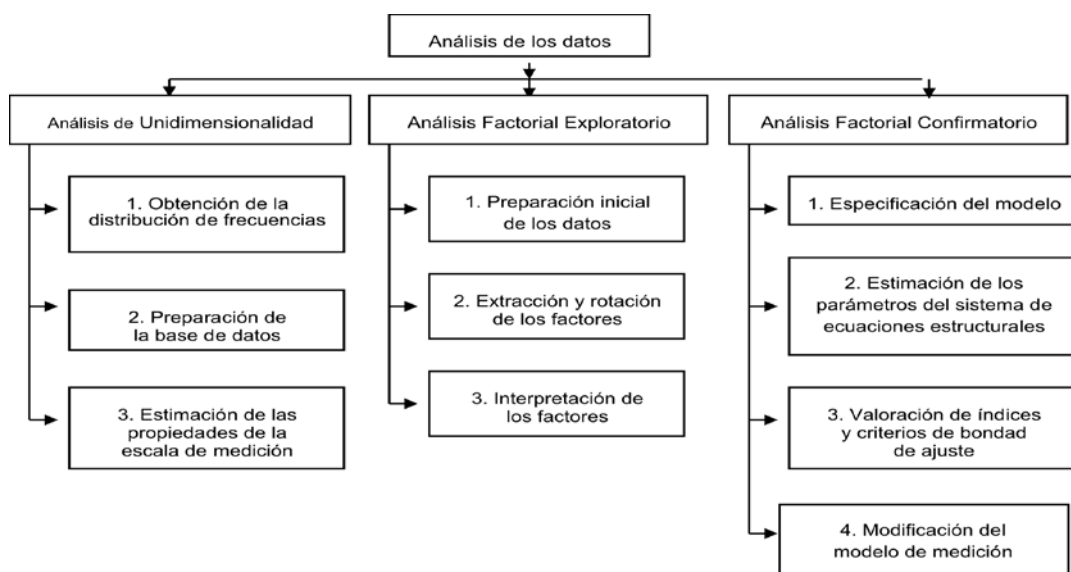 Análisis de los datos
Análisis de Unidimensionalidad
Análisis Factorial Exploratorio
Análisis Factorial Confirmatorio
1. Obtención de la
distribución de frecuencias
2. Preparación de
la base de datos
3. Estimación de las
propiedades de la
escala de medición
1. Preparación inicial
de los datos
2. Extracción y rotación
de los factores
3. Interpretación de
los factores
1. Especificación del modelo
2. Estimación de los
parámetros del sistema de
ecuaciones estructurales
3. Valoración de índices
y criterios de bondad
de ajuste
4. Modificación del
modelo de medición